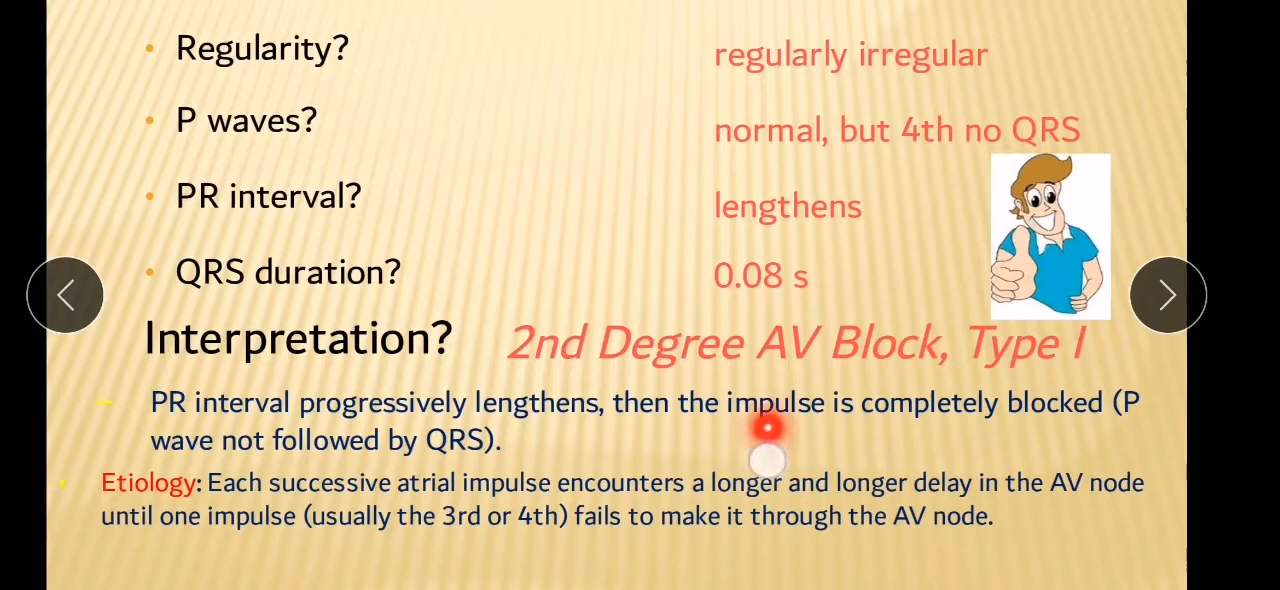 • Regularity? regularly irregular
• P waves? normal, but 4th no QRS
• PR interval? lengthens
• QRS duration? 0.08 s
Interpretation? 2nd Degree AV Block, Type I
– PR interval progressively lengthens, then the impulse is completely blocked (P
wave not followed by QRS).
• Etiology: Each successive atrial impulse encounters a longer and longer delay in the AV node
until one impulse (usually the 3rd or 4th) fails to make it through the AV node.